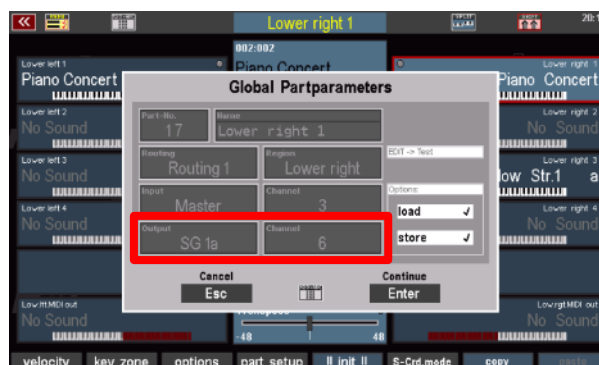 Lower right 1
20:1
002:002
Lower left 1
Piano Concert
Piano Concert
Lower right 1
Piano Concert
Lower left 2
No Sound
Lower right 2
No Sound
Lower left 3
No Sound
Lower right 3
low Str.1 a
Lower left 4
No Sound
Lower right 4
No Sound
Global Partparameters
Part-No.
17
Name
Lower right 1
Routing
Routing 1
Region
Lower right
EDIT -> Text
Input
Master
Channel
3
Options:
load ✓
store ✓
Output
SG 1a
Channel
6
Cancel
Esc
Continue
Enter
Low.lft MIDI out
No Sound
Low.rgt MIDI out
No Sound
-48
1
48
velocity
key zone
options
part setup
!! init !!
S-Crd.mode
copy
paste